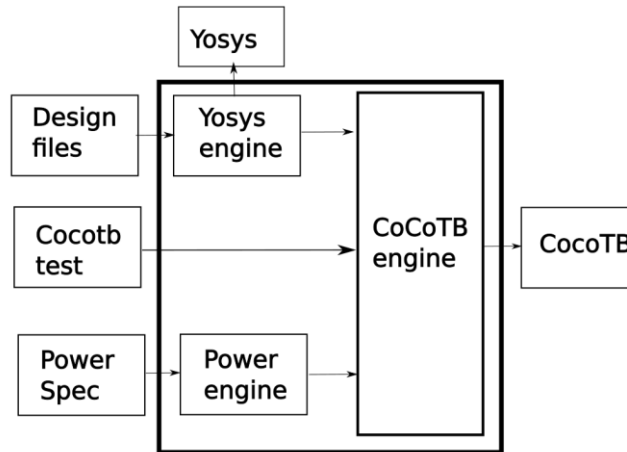 Yosys
Design
files
Yosys
engine
Cocotb
test
CoCoTB
engine
CocoTB
Power
Spec
Power
engine